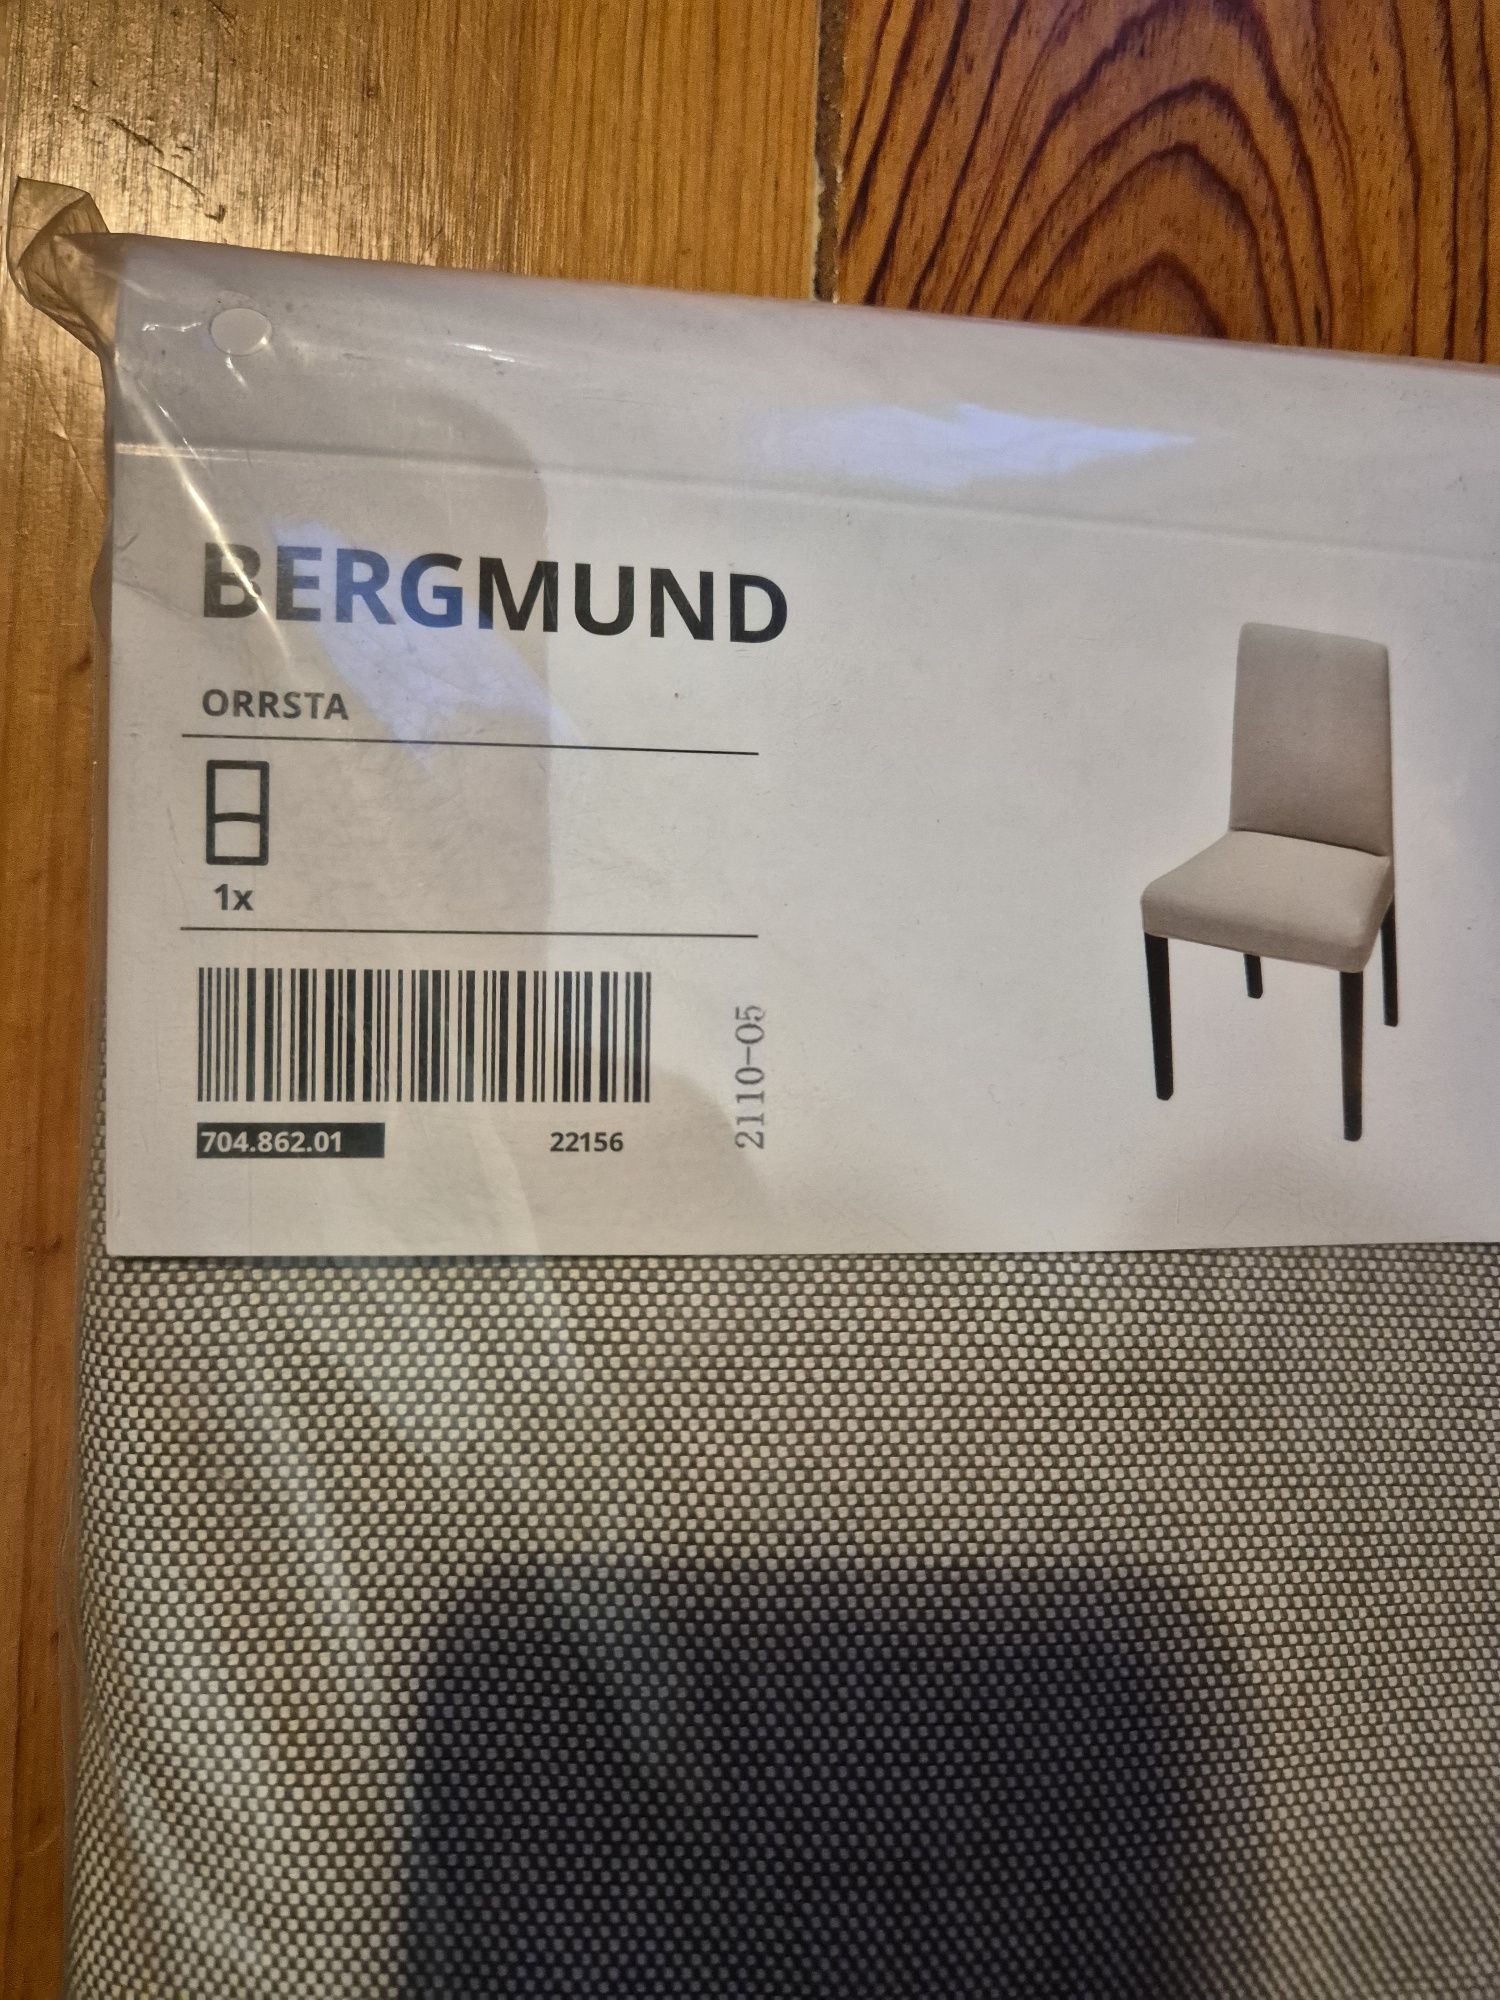 BERGMUND
ORRSTA
1x
704.862.01
22156
2110-05